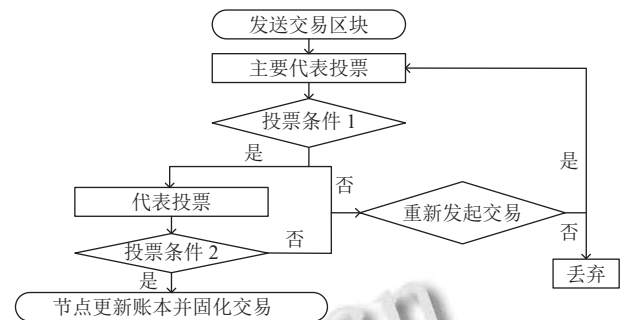 发送交易区块
主要代表投票
投票条件 1
是
否
是
代表投票
重新发起交易
否
否
投票条件 2
是
丢弃
节点更新账本并固化交易